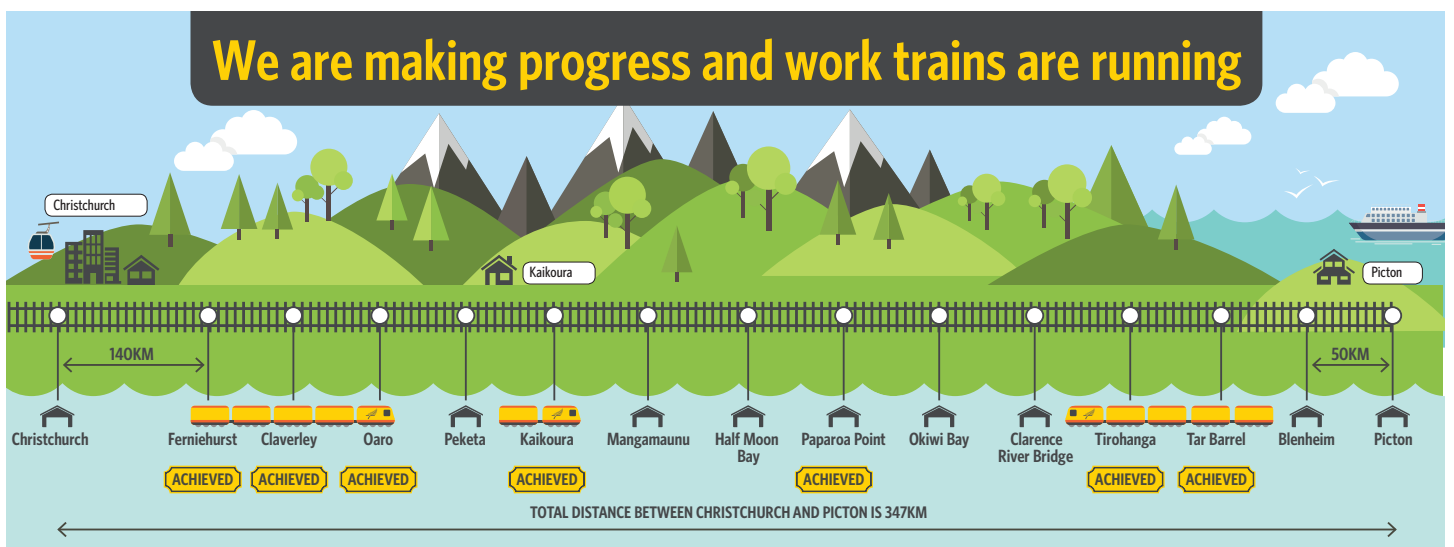 We are making progress and work trains are running
Christchurch
Kaikoura
Picton
140KM
50KM
Christchurch
Ferniehurst
Claverley
Oaro
Peketa
Kaikoura
Mangamaunu
Half Moon
Bay
Paparoa Point
Okiwi Bay
Clarence
River Bridge
Tirohanga
Tar Barrel
Blenheim
Picton
ACHIEVED
ACHIEVED
ACHIEVED
ACHIEVED
ACHIEVED
ACHIEVED
ACHIEVED
TOTAL DISTANCE BETWEEN CHRISTCHURCH AND PICTON IS 347KM